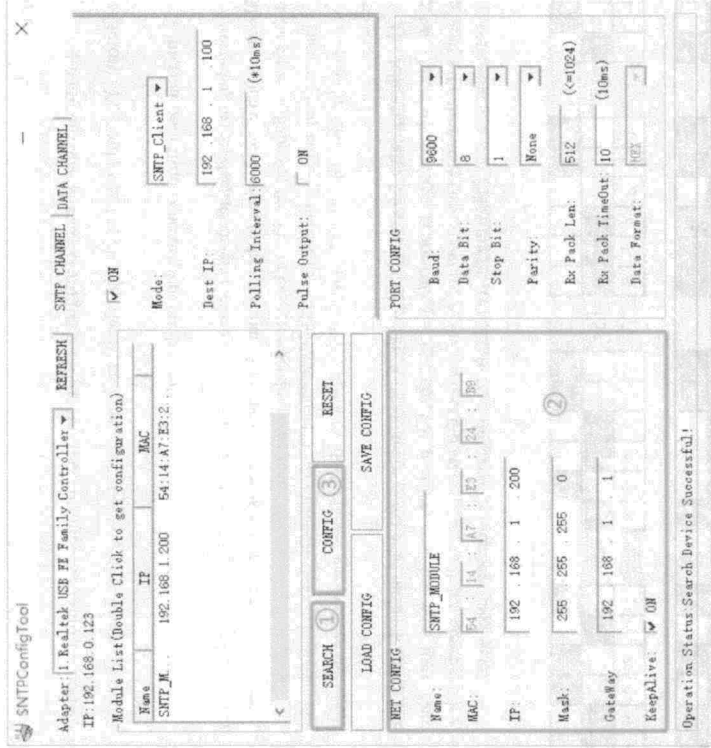 SNTPConfigTool
Adapter: 1. Realtek USB FE Family Controller REFRESH
IP:192.168.0.123
Module List(Double Click to get configuration)
Name IP MAC
SNTP_M... 192.168.1.200 54:14:A7:E3:2...
SEARCH ① CONFIG ③ RESET
LOAD CONFIG SAVE CONFIG
NET CONFIG
Name: SNTP_MODULE
MAC: 54 : 14 : A7 : E3 : 24 : B9
IP: 192 .168 . 1 .200
②
Mask: 255 .255 .255 . 0
GateWay 192 .168 . 1 . 1
KeepAlive: ON
SNTP CHANNEL DATA CHANNEL
ON
Mode: SNTP_Client
Dest IP: 192 .168 . 1 .100
Polling Interval: 6000 (*10ms)
Pulse Output: ON
PORT CONFIG
Baud: 9600
Data Bit: 8
Stop Bit: 1
Parity: None
Rx Pack Len: 512 (<=1024)
Rx Pack TimeOut: 10 (10ms)
Data Format: HEX
Operation Status Search Device Successful!